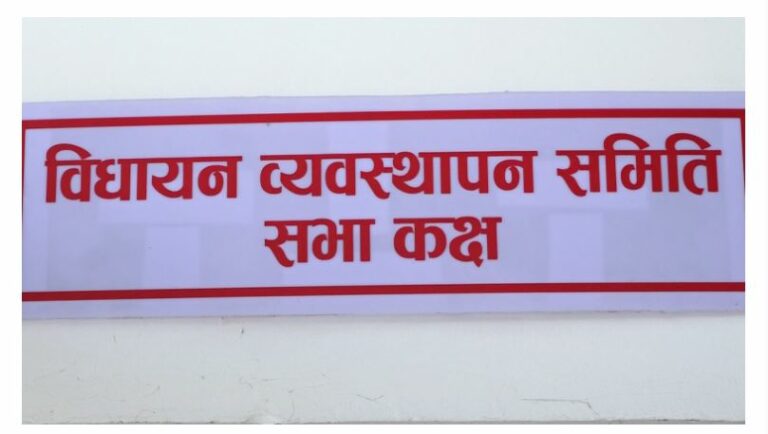 विधायन व्यवस्थापन समिति
सभा कक्ष